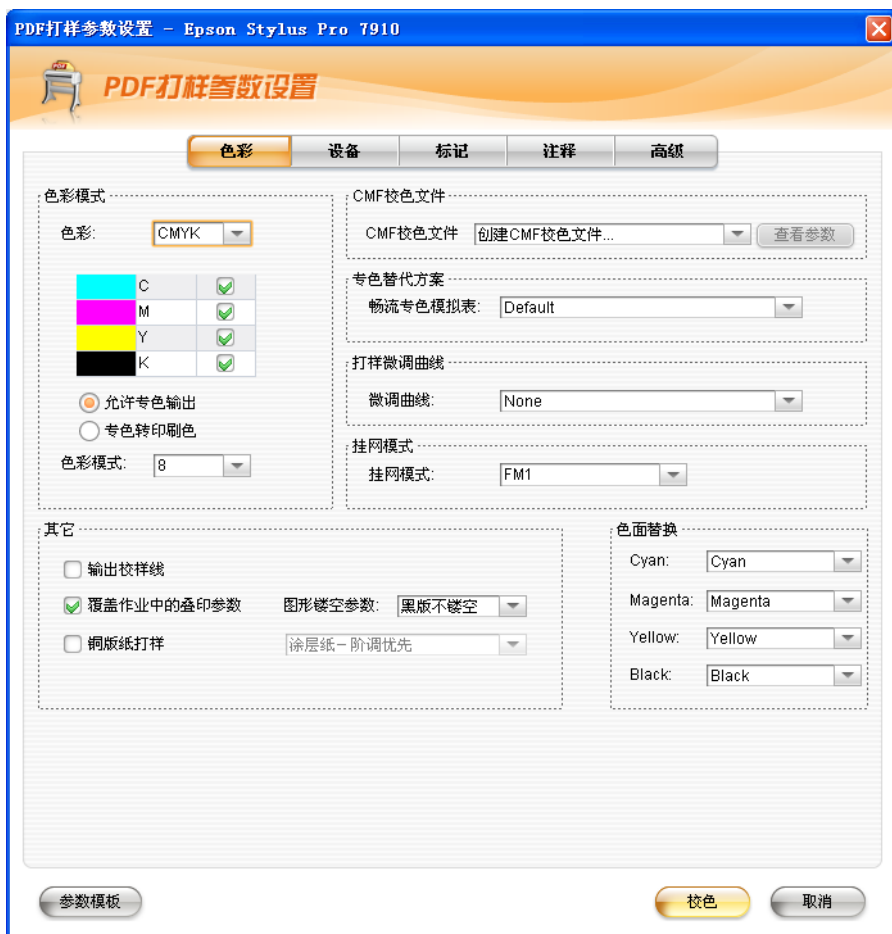 PDF打样参数设置 - Epson Stylus Pro 7910
PDF打样参数设置
色彩 设备 标记 注释 高级
色彩模式
色彩: CMYK
C
M
Y
K
允许专色输出
专色转印刷色
色彩模式: 8
CMF校色文件
CMF校色文件 创建CMF校色文件... 查看参数
专色替代方案
畅流专色模拟表: Default
打样微调曲线
微调曲线: None
挂网模式
挂网模式: FM1
其它
输出校样线
覆盖作业中的叠印参数 图形镂空参数: 黑版不镂空
铜版纸打样 涂层纸-阶调优先
色面替换
Cyan: Cyan
Magenta: Magenta
Yellow: Yellow
Black: Black
参数模板 校色 取消